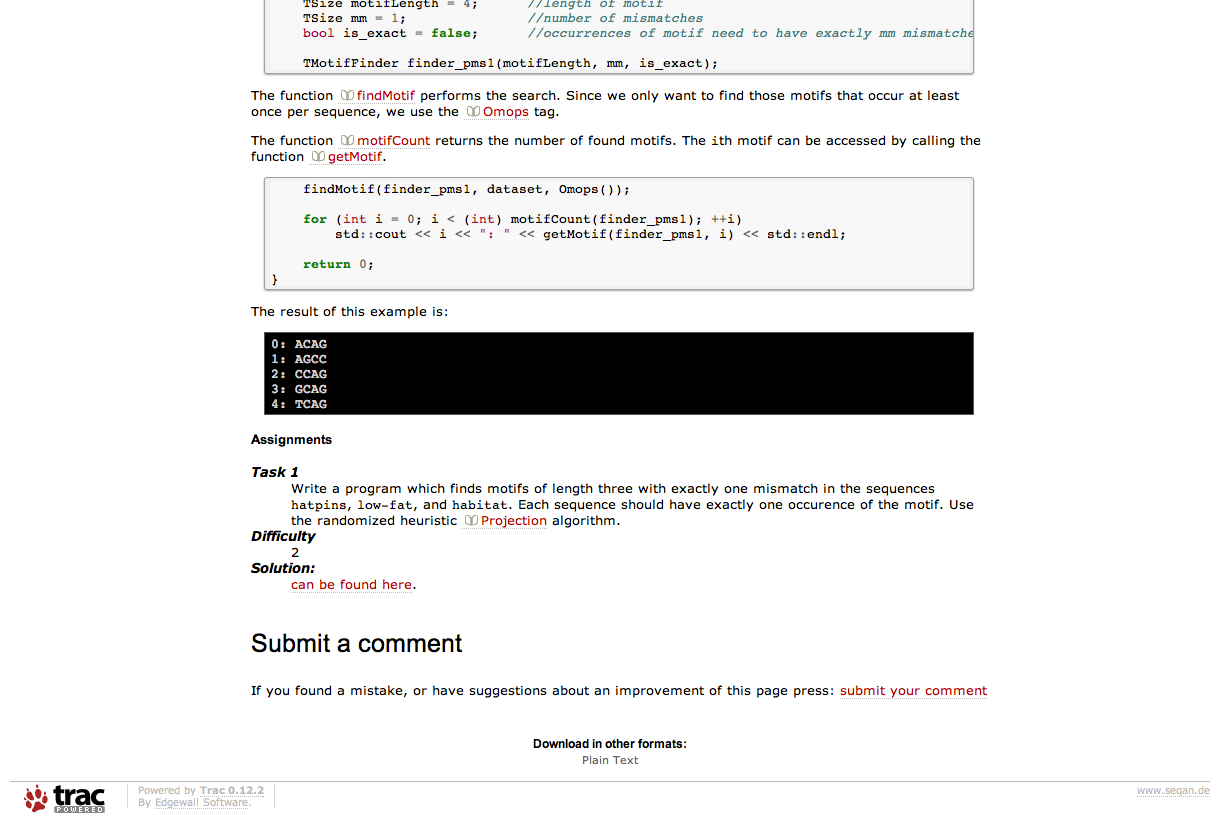 TSize motifLength = 4;      //length of motif
TSize mm = 1;               //number of mismatches
bool is_exact = false;      //occurrences of motif need to have exactly mm mismatche
TMotifFinder finder_pms1(motifLength, mm, is_exact);
The function findMotif performs the search. Since we only want to find those motifs that occur at least
once per sequence, we use the Omops tag.
The function motifCount returns the number of found motifs. The ith motif can be accessed by calling the
function getMotif.
findMotif(finder_pms1, dataset, Omops());
for (int i = 0; i < (int) motifCount(finder_pms1); ++i)
std::cout << i << ": " << getMotif(finder_pms1, i) << std::endl;
return 0;
}
The result of this example is:
0: ACAG
1: AGCC
2: CCAG
3: GCAG
4: TCAG
Assignments
Task 1
Write a program which finds motifs of length three with exactly one mismatch in the sequences
hatpins, low-fat, and habitat. Each sequence should have exactly one occurence of the motif. Use
the randomized heuristic Projection algorithm.
Difficulty
2
Solution:
can be found here.
Submit a comment
If you found a mistake, or have suggestions about an improvement of this page press: submit your comment
Download in other formats:
Plain Text
trac
POWERED
Powered by Trac 0.12.2
By Edgewall Software.
www.seqan.de